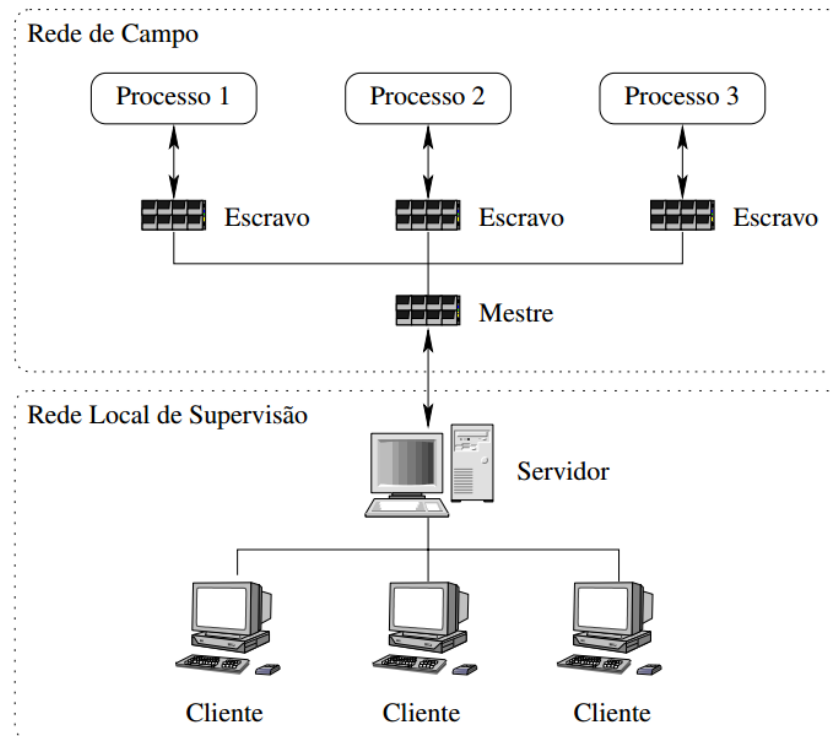 Rede de Campo
Processo 1
Processo 2
Processo 3
Escravo
Escravo
Escravo
Mestre
Rede Local de Supervisão
Servidor
Cliente
Cliente
Cliente